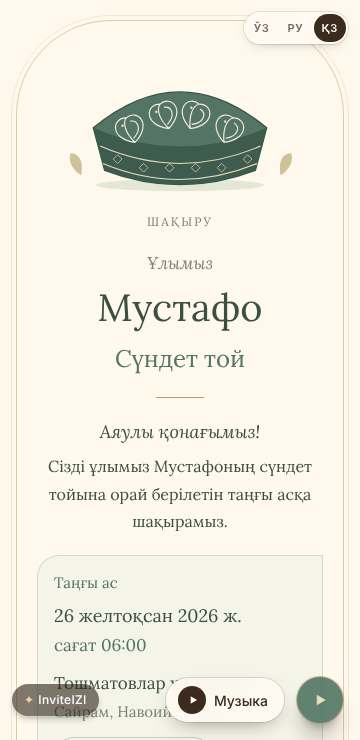 ЎЗ РУ ҚЗ
ШАҚЫРУ
Ұлымыз
Мустафо
Сүндет той
Аяулы қонағымыз!
Сізді ұлымыз Мустафоның сүндет
тойына орай берілетін таңғы асқа
шақырамыз.
Таңғы ас
26 желтоқсан 2026 ж.
сағат 06:00
Тошматовлар
InviteIZI
Музыка
Сайрам, Навоий